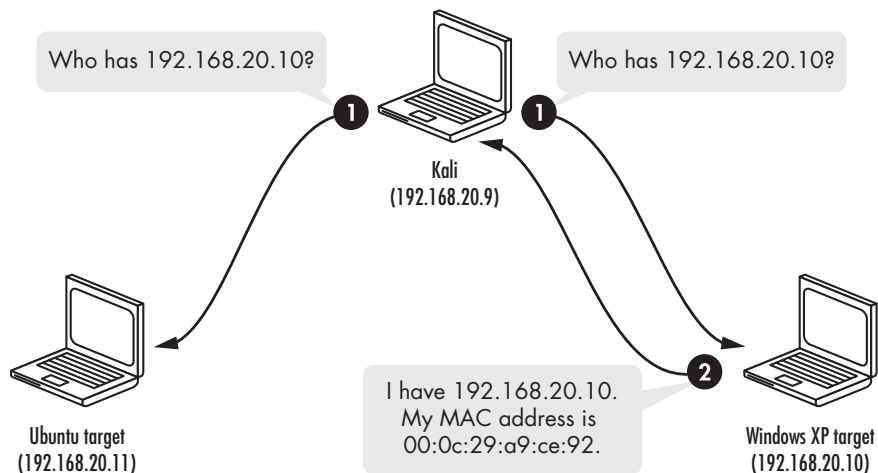 Who has 192.168.20.10?
Who has 192.168.20.10?
1
1
Kali
(192.168.20.9)
2
I have 192.168.20.10.
My MAC address is
00:0c:29:a9:ce:92.
Ubuntu target
(192.168.20.11)
Windows XP target
(192.168.20.10)